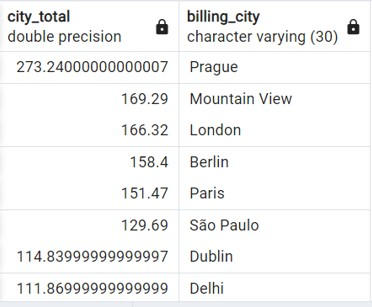 city_total billing_city
double precision character varying (30)
273.24000000000007 Prague
169.29 Mountain View
166.32 London
158.4 Berlin
151.47 Paris
129.69 São Paulo
114.83999999999997 Dublin
111.86999999999999 Delhi